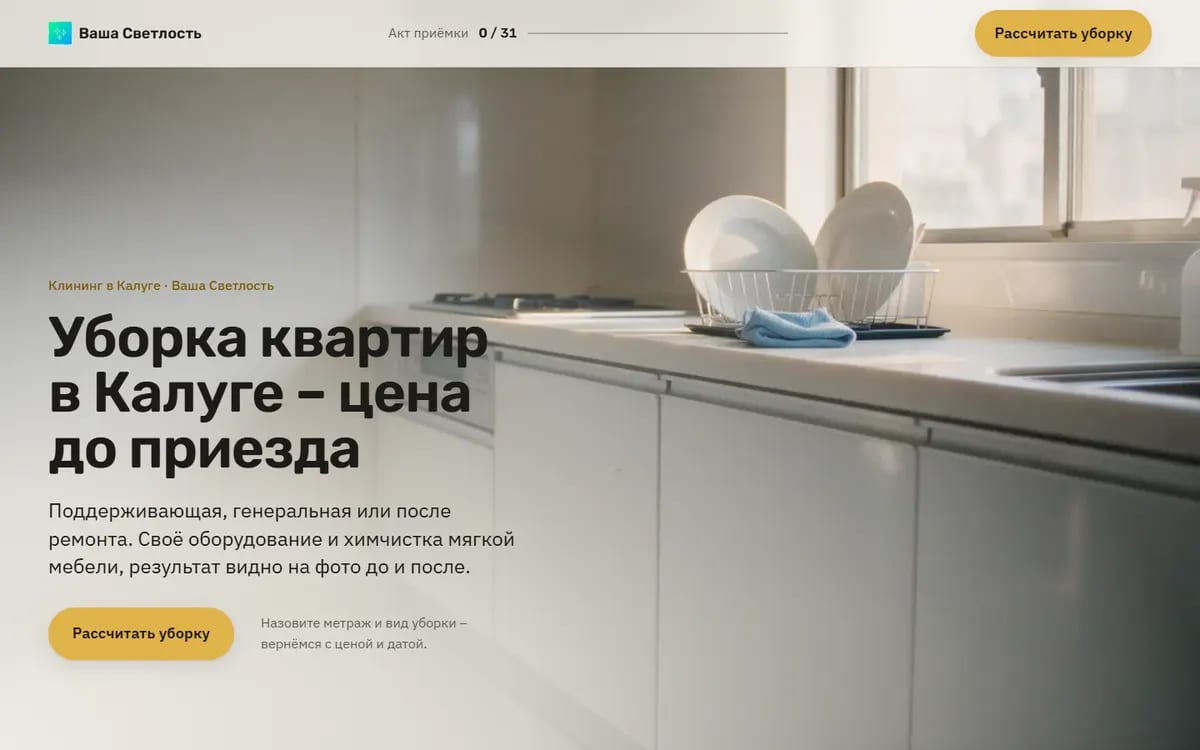 Ваша Светлость
Акт приёмки 0 / 31
Рассчитать уборку
Клининг в Калуге · Ваша Светлость
Уборка квартир
в Калуге – цена
до приезда
Поддерживающая, генеральная или после
ремонта. Своё оборудование и химчистка мягкой
мебели, результат видно на фото до и после.
Рассчитать уборку
Назовите метраж и вид уборки –
вернёмся с ценой и датой.